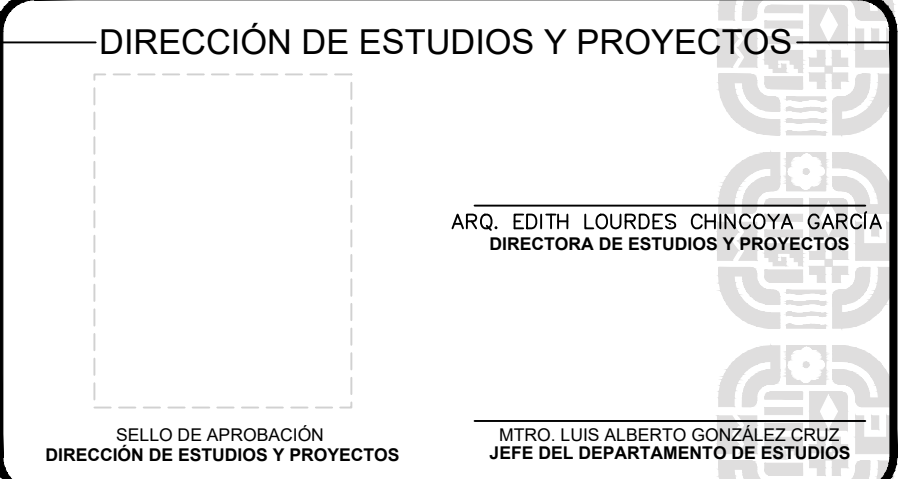 DIRECCIÓN DE ESTUDIOS Y PROYECTOS
ARQ. EDITH LOURDES CHINCOYA GARCÍA
DIRECTORA DE ESTUDIOS Y PROYECTOS
SELLO DE APROBACIÓN
DIRECCIÓN DE ESTUDIOS Y PROYECTOS
MTRO. LUIS ALBERTO GONZÁLEZ CRUZ
JEFE DEL DEPARTAMENTO DE ESTUDIOS